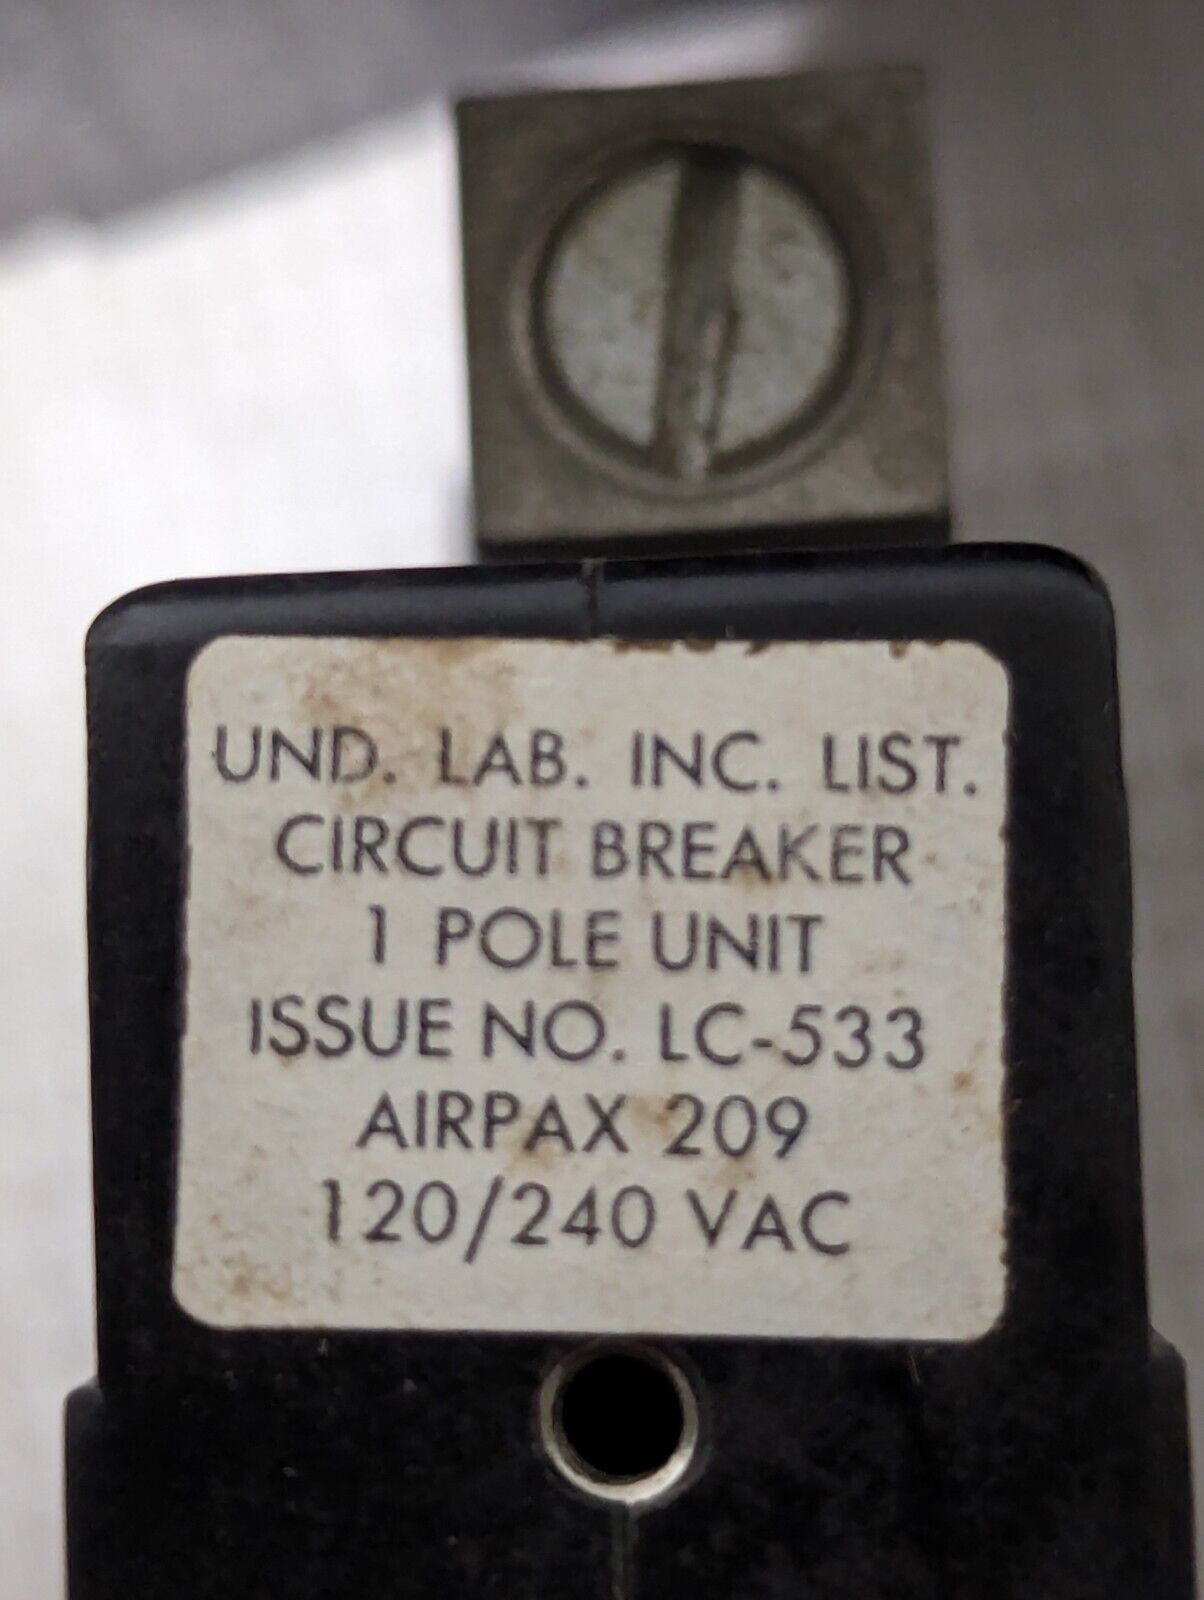 UND. LAB. INC. LIST.
CIRCUIT BREAKER
1 POLE UNIT
ISSUE NO. LC-533
AIRPAX 209
120/240 VAC